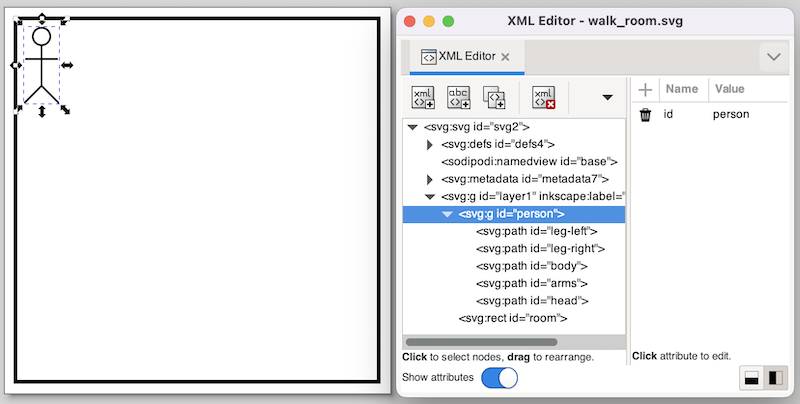 XML Editor - walk_room.svg
XML Editor
xml
abc
xml
Name Value
id person
<svg:svg id="svg2">
<svg:defs id="defs4">
<sodipodi:namedview id="base">
<svg:metadata id="metadata7">
<svg:g id="layer1" inkscape:label="
<svg:g id="person">
<svg:path id="leg-left">
<svg:path id="leg-right">
<svg:path id="body">
<svg:path id="arms">
<svg:path id="head">
<svg:rect id="room">
Click to select nodes, drag to rearrange.
Click attribute to edit.
Show attributes